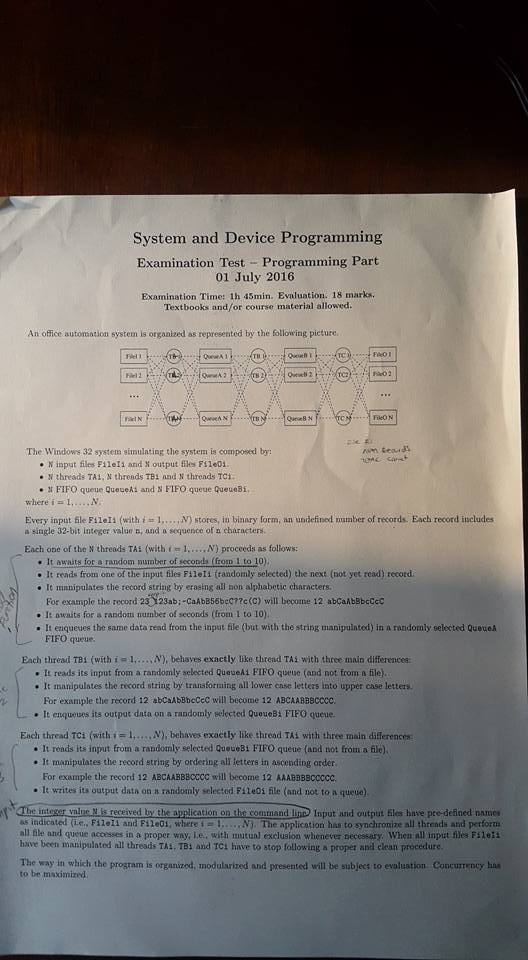 System and Device Programming
Examination Test – Programming Part
01 July 2016
Examination Time: 1h 45min. Evaluation. 18 marks.
Textbooks and/or course material allowed.
An office automation system is organized as represented by the following picture.
FileI 1 TA 1 QueueA 1 TB 1 QueueB 1 TC 1 FileO 1
FileI 2 TA 2 QueueA 2 TB 2 QueueB 2 TC2 FileO 2
... ...
FileI N TA N QueueA N TB N QueueB N TC N FileO N
The Windows 32 system simulating the system is composed by:
• N input files FileIi and N output files FileOi.
• N threads TAi, N threads TBi and N threads TCi.
• N FIFO queue QueueAi and N FIFO queue QueueBi.
where i = 1, . . . , N.
Every input file FileIi (with i = 1, . . . , N) stores, in binary form, an undefined number of records. Each record includes
a single 32-bit integer value n, and a sequence of n characters.
Each one of the N threads TAi (with i = 1, . . . , N) proceeds as follows:
• It awaits for a random number of seconds (from 1 to 10).
• It reads from one of the input files FileIi (randomly selected) the next (not yet read) record.
• It manipulates the record string by erasing all non alphabetic characters.
For example the record 23 123ab;-CaAbB56bcC??c(C) will become 12 abCaAbBbcCcC
• It awaits for a random number of seconds (from 1 to 10).
• It enqueues the same data read from the input file (but with the string manipulated) in a randomly selected QueueA
FIFO queue.
Each thread TBi (with i = 1, . . . , N), behaves exactly like thread TAi with three main differences:
• It reads its input from a randomly selected QueueAi FIFO queue (and not from a file).
• It manipulates the record string by transforming all lower case letters into upper case letters.
For example the record 12 abCaAbBbcCcC will become 12 ABCAABBBCCCC.
• It enqueues its output data on a randomly selected QueueBi FIFO queue.
Each thread TCi (with i = 1, . . . , N), behaves exactly like thread TAi with three main differences:
• It reads its input from a randomly selected QueueBi FIFO queue (and not from a file).
• It manipulates the record string by ordering all letters in ascending order.
For example the record 12 ABCAABBBCCCC will become 12 AAABBBBCCCCC.
• It writes its output data on a randomly selected FileOi file (and not to a queue).
The integer value N is received by the application on the command line. Input and output files have pre-defined names
as indicated (i.e., FileIi and FileOi, where i = 1, . . . , N). The application has to synchronize all threads and perform
all file and queue accesses in a proper way, i.e., with mutual exclusion whenever necessary. When all input files FileIi
have been manipulated all threads TAi, TBi and TCi have to stop following a proper and clean procedure.
The way in which the program is organized, modularized and presented will be subject to evaluation. Concurrency has
to be maximized.